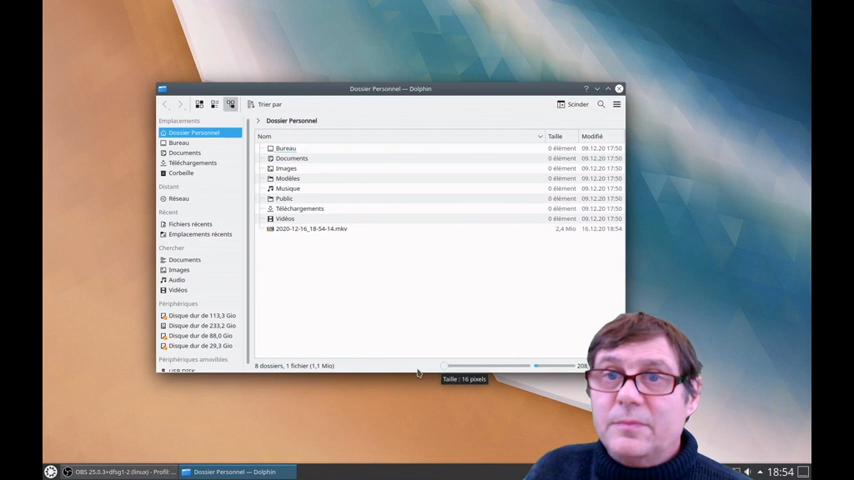 Dossier Personnel — Dolphin
Trier par
Scinder
Emplacements
Dossier Personnel
Bureau
Documents
Téléchargements
Corbeille
Distant
Réseau
Récent
Fichiers récents
Emplacements récents
Chercher
Documents
Images
Audio
Vidéos
Périphériques
Disque dur de 113,3 Gio
Disque dur de 233,2 Gio
Disque dur de 88,0 Gio
Disque dur de 29,3 Gio
Périphériques amovibles
USB DISK
Dossier Personnel
Nom Taille Modifié
Bureau 0 élément 09.12.20 17:50
Documents 0 élément 09.12.20 17:50
Images 0 élément 09.12.20 17:50
Modèles 0 élément 09.12.20 17:50
Musique 0 élément 09.12.20 17:50
Public 0 élément 09.12.20 17:50
Téléchargements 0 élément 09.12.20 17:50
Vidéos 0 élément 09.12.20 17:50
2020-12-16_18-54-14.mkv 2,4 Mio 16.12.20 18:54
8 dossiers, 1 fichier (1,1 Mio)
208,
Taille : 16 pixels
OBS 25.0.3+dfsg1-2 (linux) - Profil: ...
Dossier Personnel — Dolphin
18:54